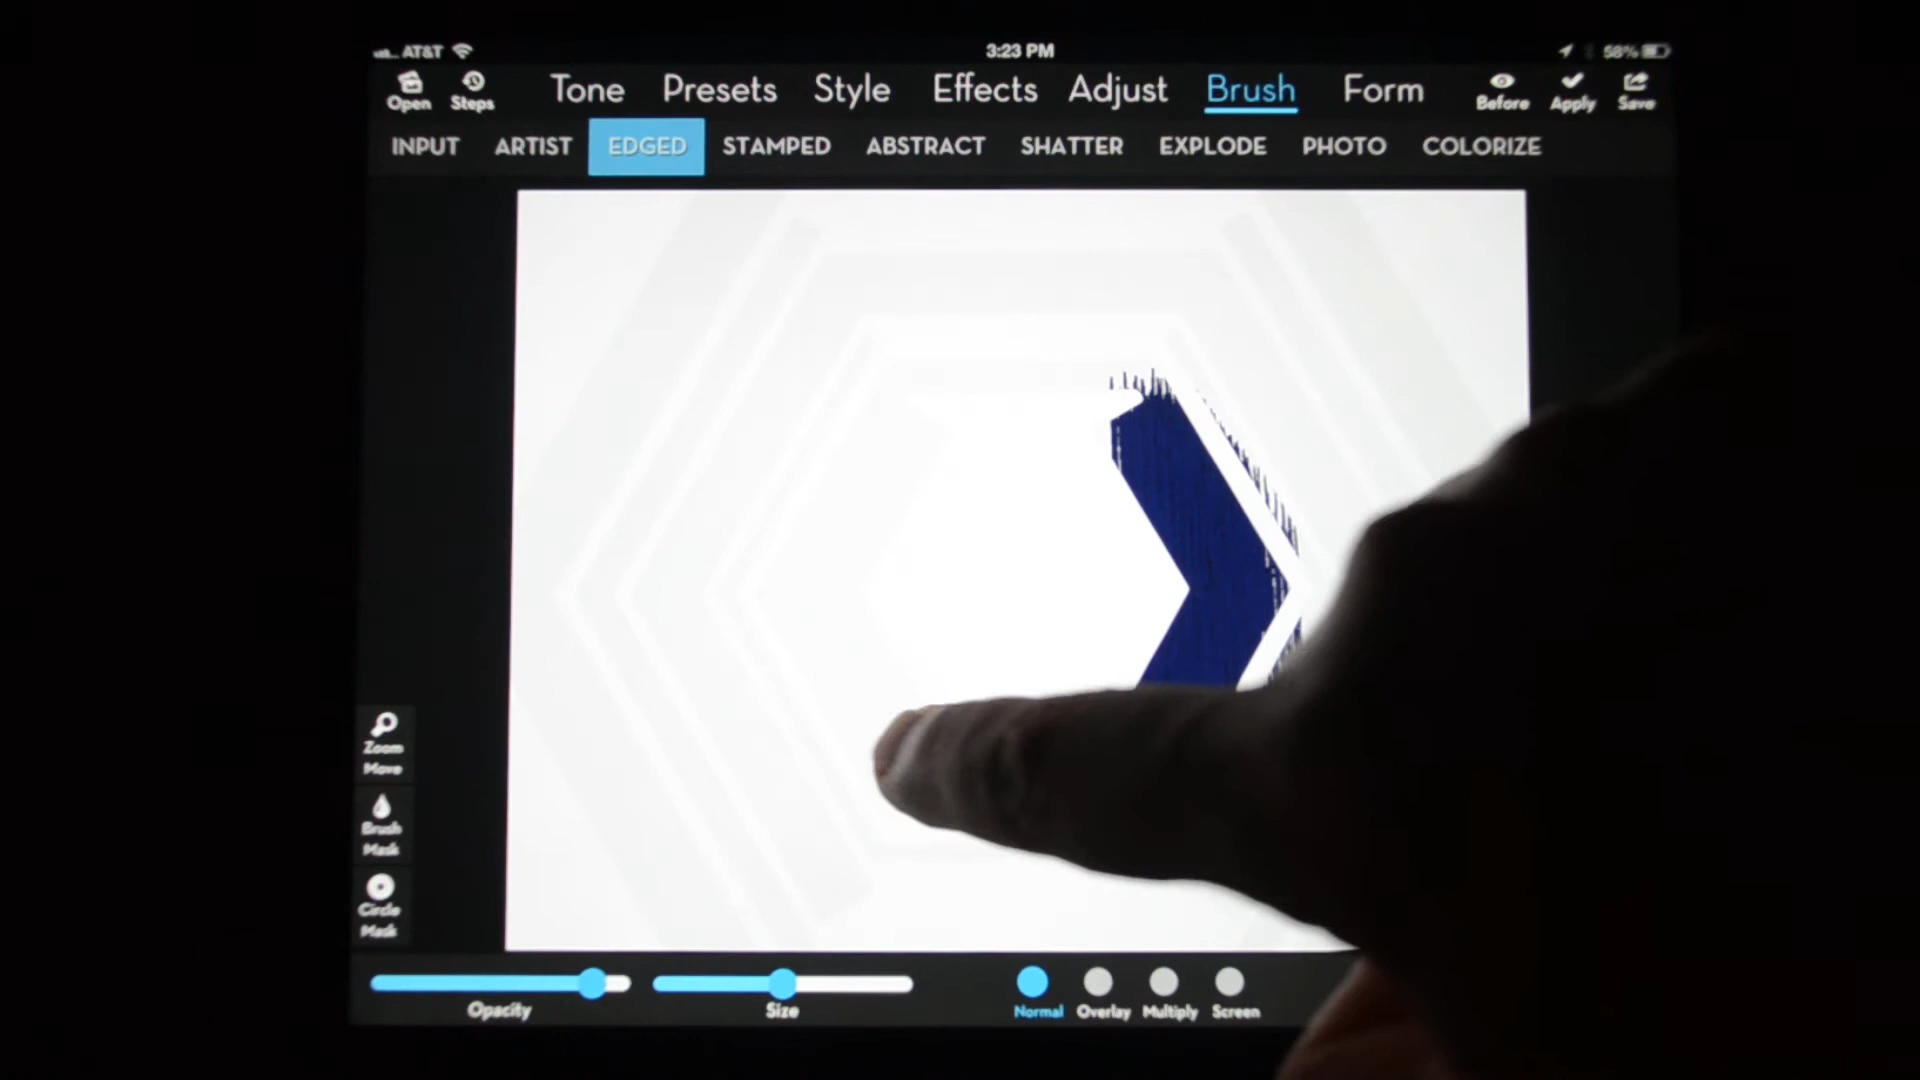 AT&T 3:23 PM 58%
Open Steps Tone Presets Style Effects Adjust Brush Form Before Apply Save
INPUT ARTIST EDGED STAMPED ABSTRACT SHATTER EXPLODE PHOTO COLORIZE
Zoom
Move
Brush
Mask
Circle
Mask
Opacity Size Normal Overlay Multiply Screen